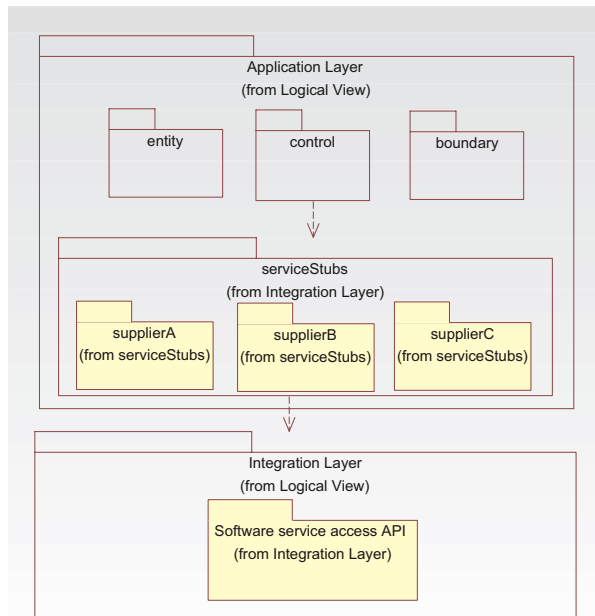 Application Layer
(from Logical View)
entity
control
boundary
serviceStubs
(from Integration Layer)
supplierA
(from serviceStubs)
supplierB
(from serviceStubs)
supplierC
(from serviceStubs)
Integration Layer
(from Logical View)
Software service access API
(from Integration Layer)